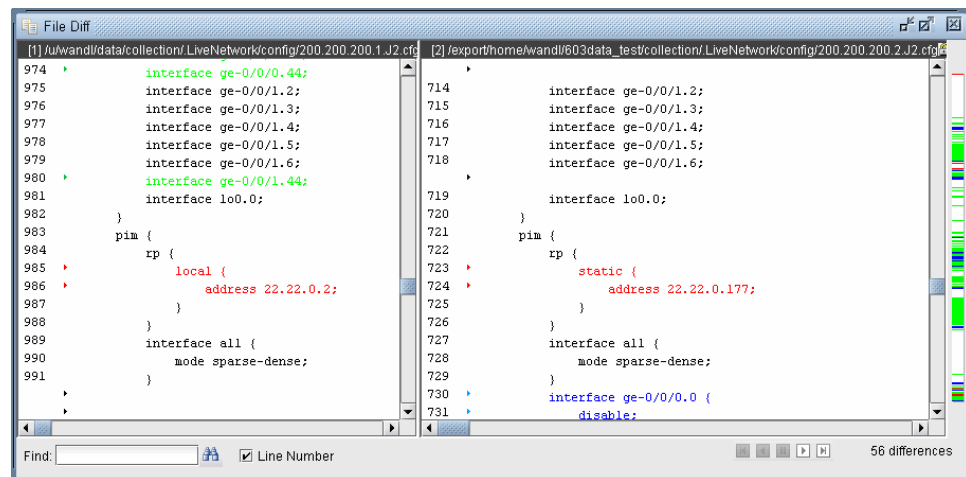 File Diff
[1] /u/wandl/data/collection/.LiveNetwork/config/200.200.200.1.J2.cfg
974 interface ge-0/0/0.44;
975 interface ge-0/0/1.2;
976 interface ge-0/0/1.3;
977 interface ge-0/0/1.4;
978 interface ge-0/0/1.5;
979 interface ge-0/0/1.6;
980 interface ge-0/0/1.44;
981 interface lo0.0;
982 }
983 pim {
984 rp {
985 local {
986 address 22.22.0.2;
987 }
988 }
989 interface all {
990 mode sparse-dense;
991 }
[2] /export/home/wandl/603data_test/collection/.LiveNetwork/config/200.200.200.2.J2.cfg
714 interface ge-0/0/1.2;
715 interface ge-0/0/1.3;
716 interface ge-0/0/1.4;
717 interface ge-0/0/1.5;
718 interface ge-0/0/1.6;
719 interface lo0.0;
720 }
721 pim {
722 rp {
723 static {
724 address 22.22.0.177;
725 }
726 }
727 interface all {
728 mode sparse-dense;
729 }
730 interface ge-0/0/0.0 {
731 disable;
Find:
Line Number
56 differences